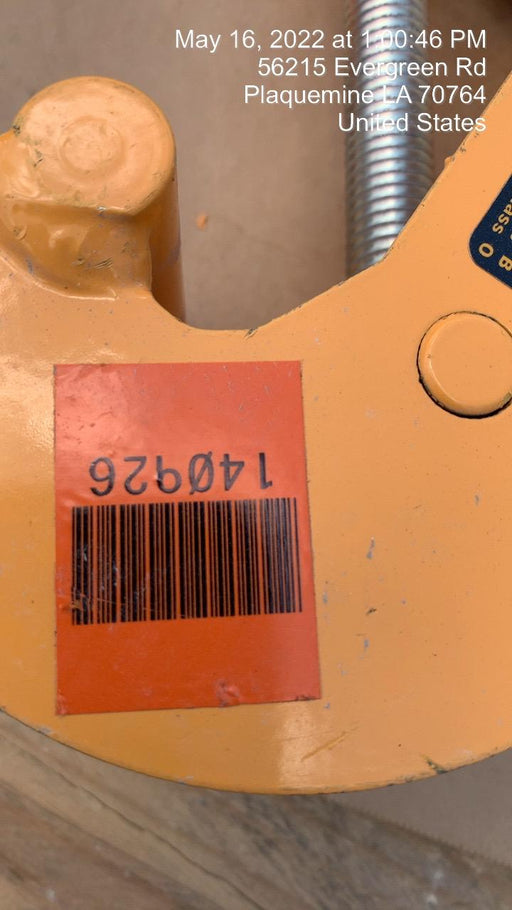 May 16, 2022 at 1:00:46 PM
56215 Evergreen Rd
Plaquemine LA 70764
United States
140926